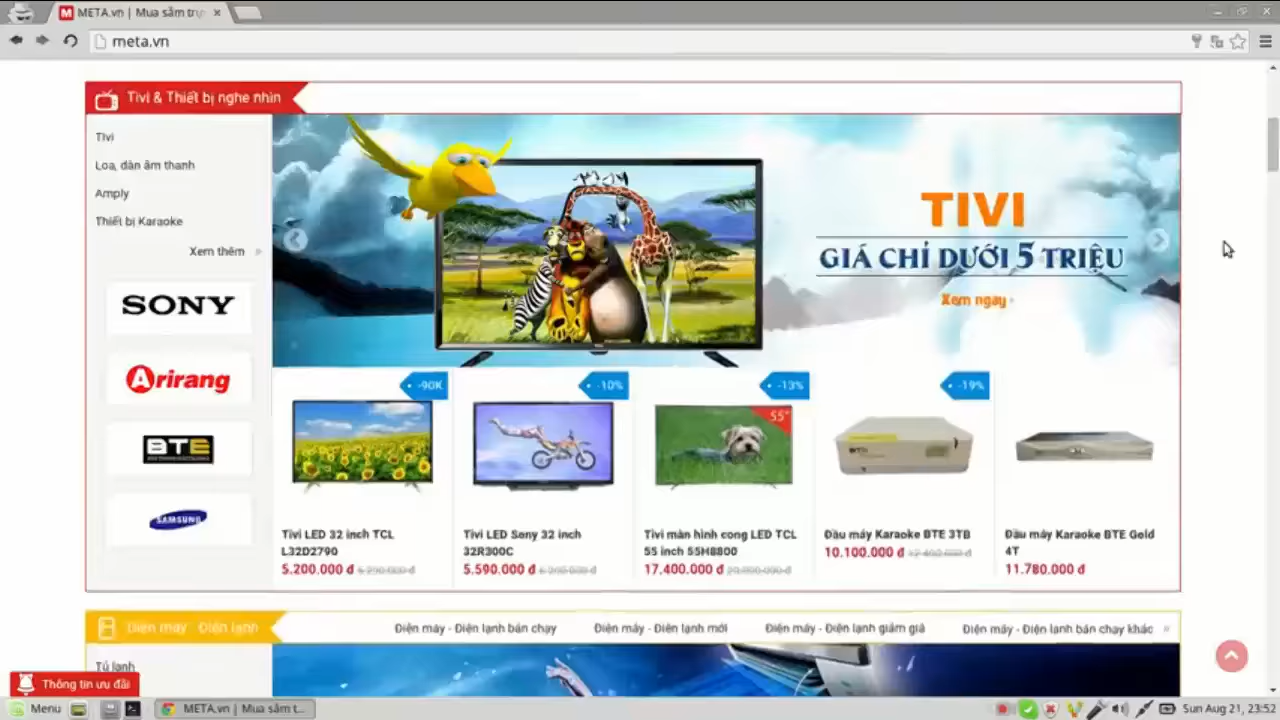 META.vn | Mua sắm trự
meta.vn
Tivi & Thiết bị nghe nhìn
Tivi
Loa, dàn âm thanh
Amply
Thiết bị Karaoke
Xem thêm »
SONY
Arirang
BTE
SAMSUNG
TIVI
GIÁ CHỈ DƯỚI 5 TRIỆU
Xem ngay
-90K
-10%
-13%
-19%
55"
Tivi LED 32 inch TCL
L32D2790
5.200.000 đ 5.290.000 đ
Tivi LED Sony 32 inch
32R300C
5.590.000 đ
Tivi màn hình cong LED TCL
55 inch 55H8800
17.400.000 đ
Đầu máy Karaoke BTE 3TB
10.100.000 đ
Đầu máy Karaoke BTE Gold
4T
11.780.000 đ
Điện máy - Điện lạnh
Điện máy - Điện lạnh bán chạy
Điện máy - Điện lạnh mới
Điện máy - Điện lạnh giảm giá
Điện máy - Điện lạnh bán chạy khác »
Tủ lạnh
Thông tin ưu đãi
Menu
META.vn | Mua sắm t...
Sun Aug 21, 23:52